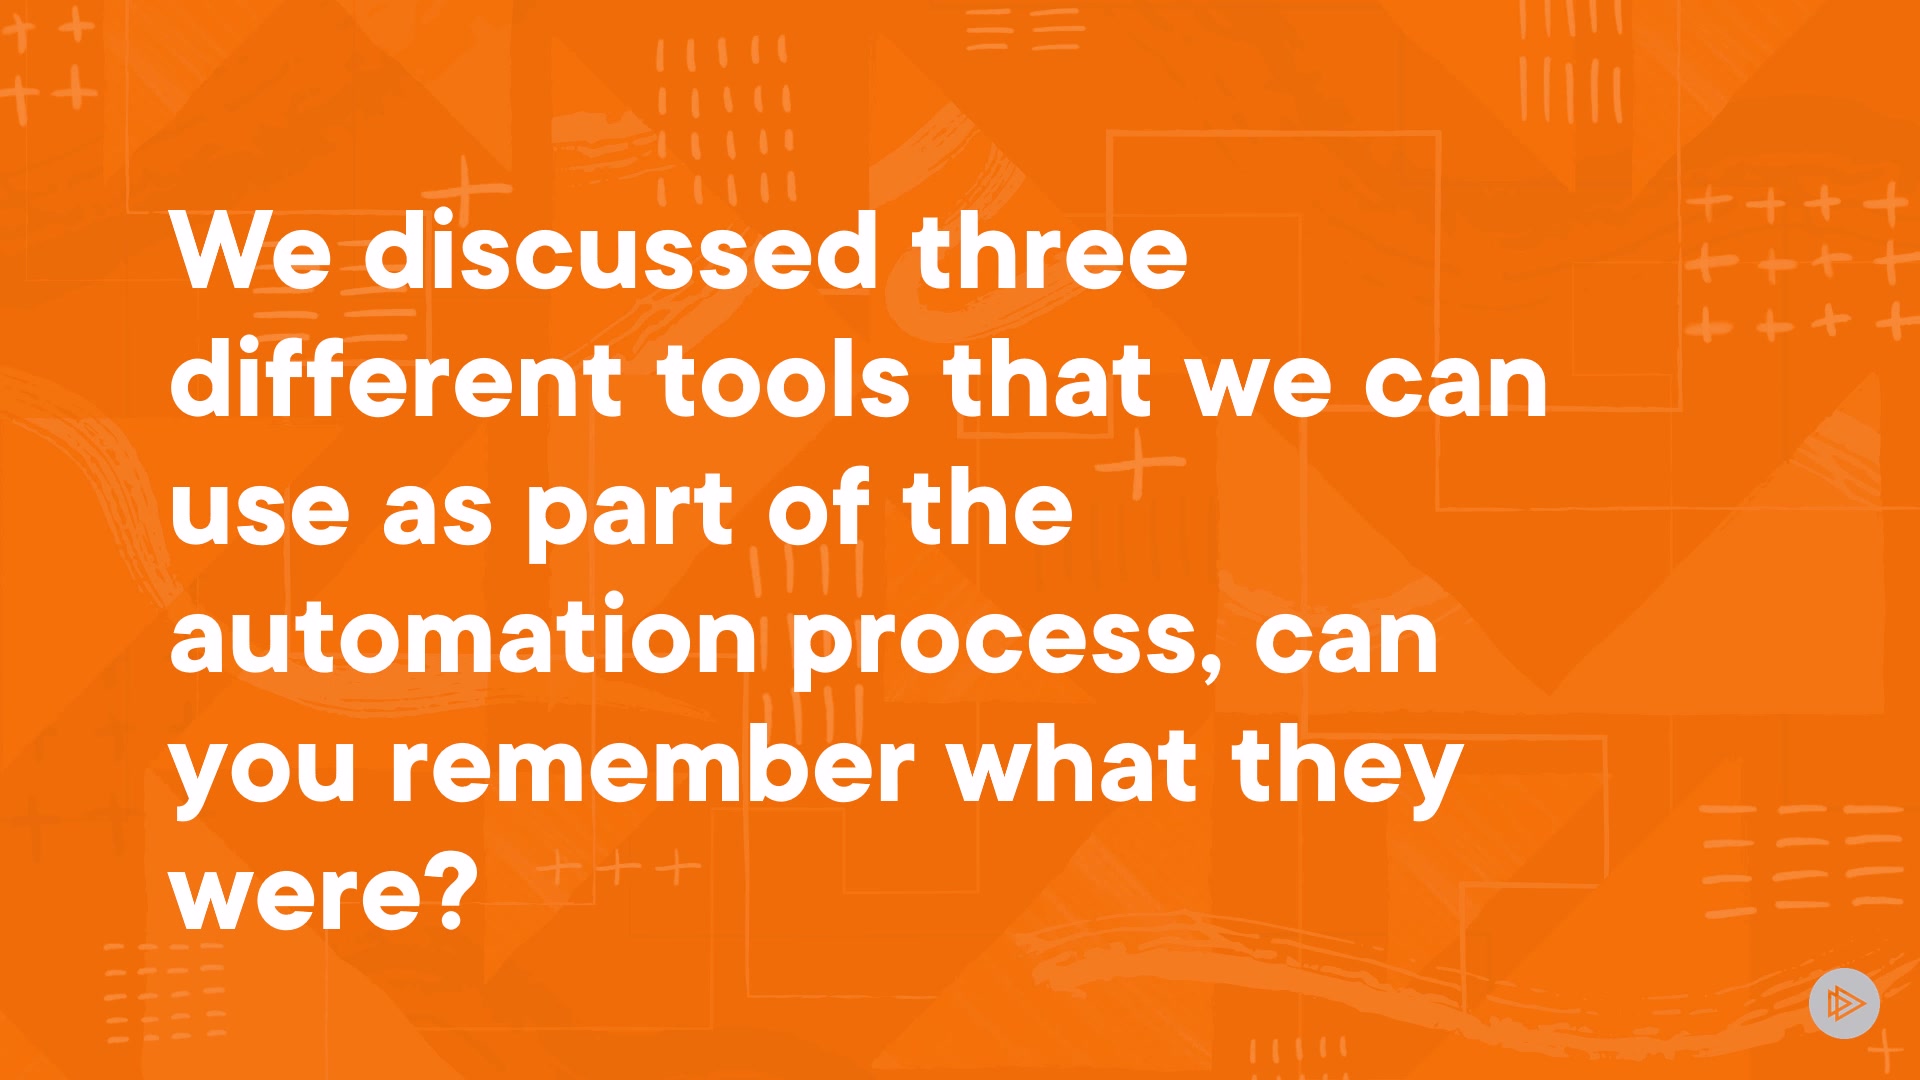 We discussed three
different tools that we can
use as part of the
automation process, can
you remember what they
were?